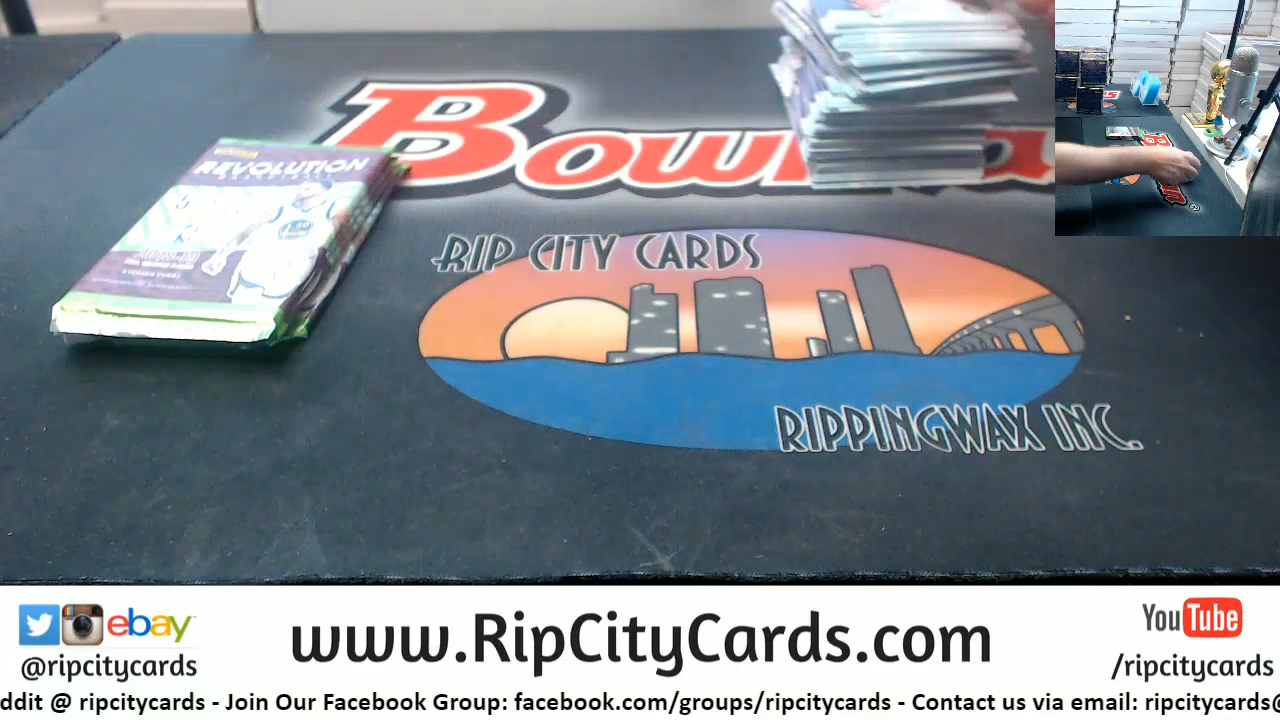 REVOLUTION
STEPHEN CURRY
Bowma
RIP CITY CARDS
RIPPINGWAX INC.
ebay
www.RipCityCards.com
YouTube
@ripcitycards
/ripcitycards
ddit @ ripcitycards - Join Our Facebook Group: facebook.com/groups/ripcitycards - Contact us via email: ripcitycards@